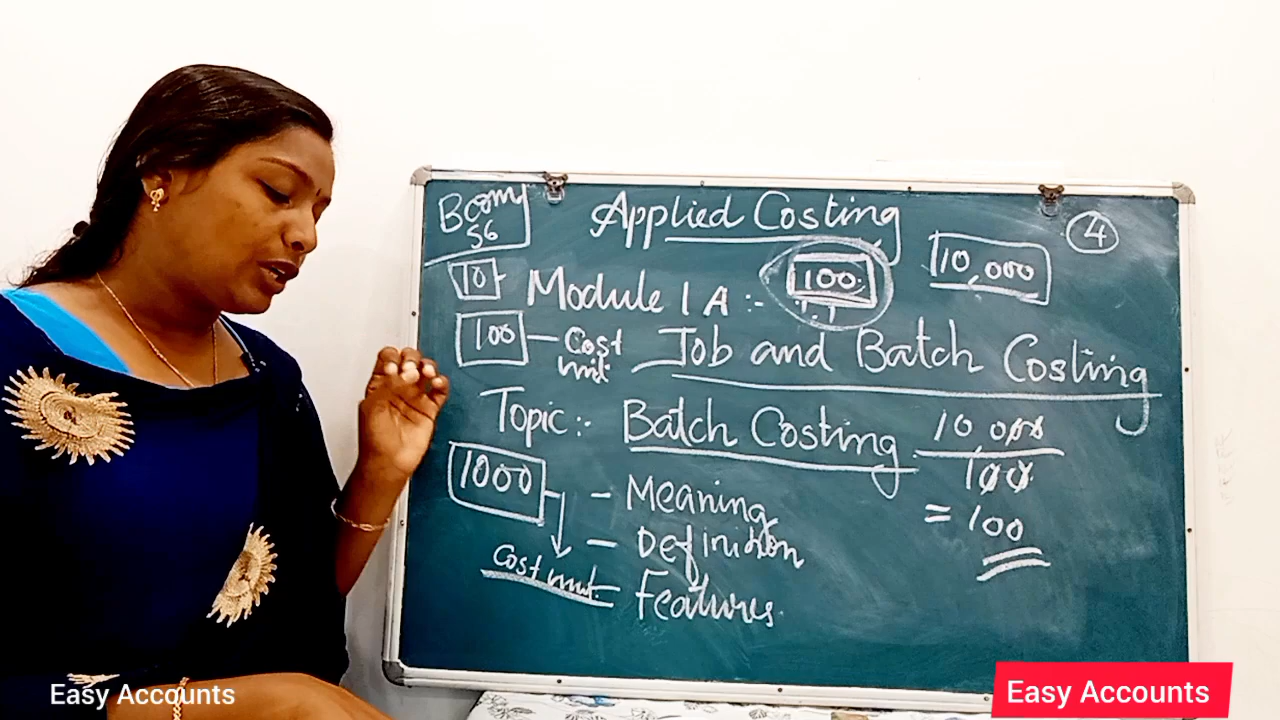 Bcom S6
Applied Costing
4
10
Module 1 A :-
100
10,000
100 - Cost unit
Job and Batch Costing
Topic :- Batch Costing
10,000
100
= 100
1000
- Meaning
- Definition
cost unit
- Features
Easy Accounts
Easy Accounts